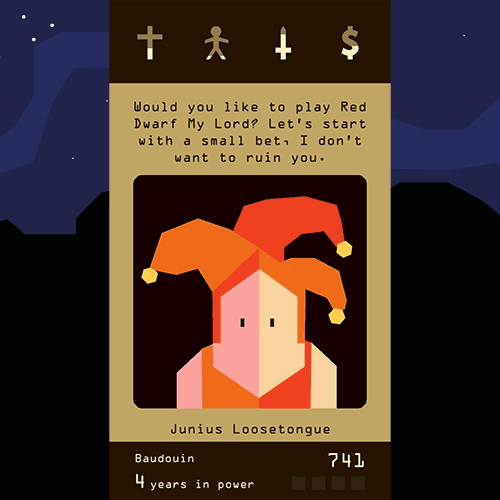 Would you like to play Red
Dwarf My Lord? Let's start
with a small bet, I don't
want to ruin you.
Junius Loosetongue
Baudouin
741
4 years in power